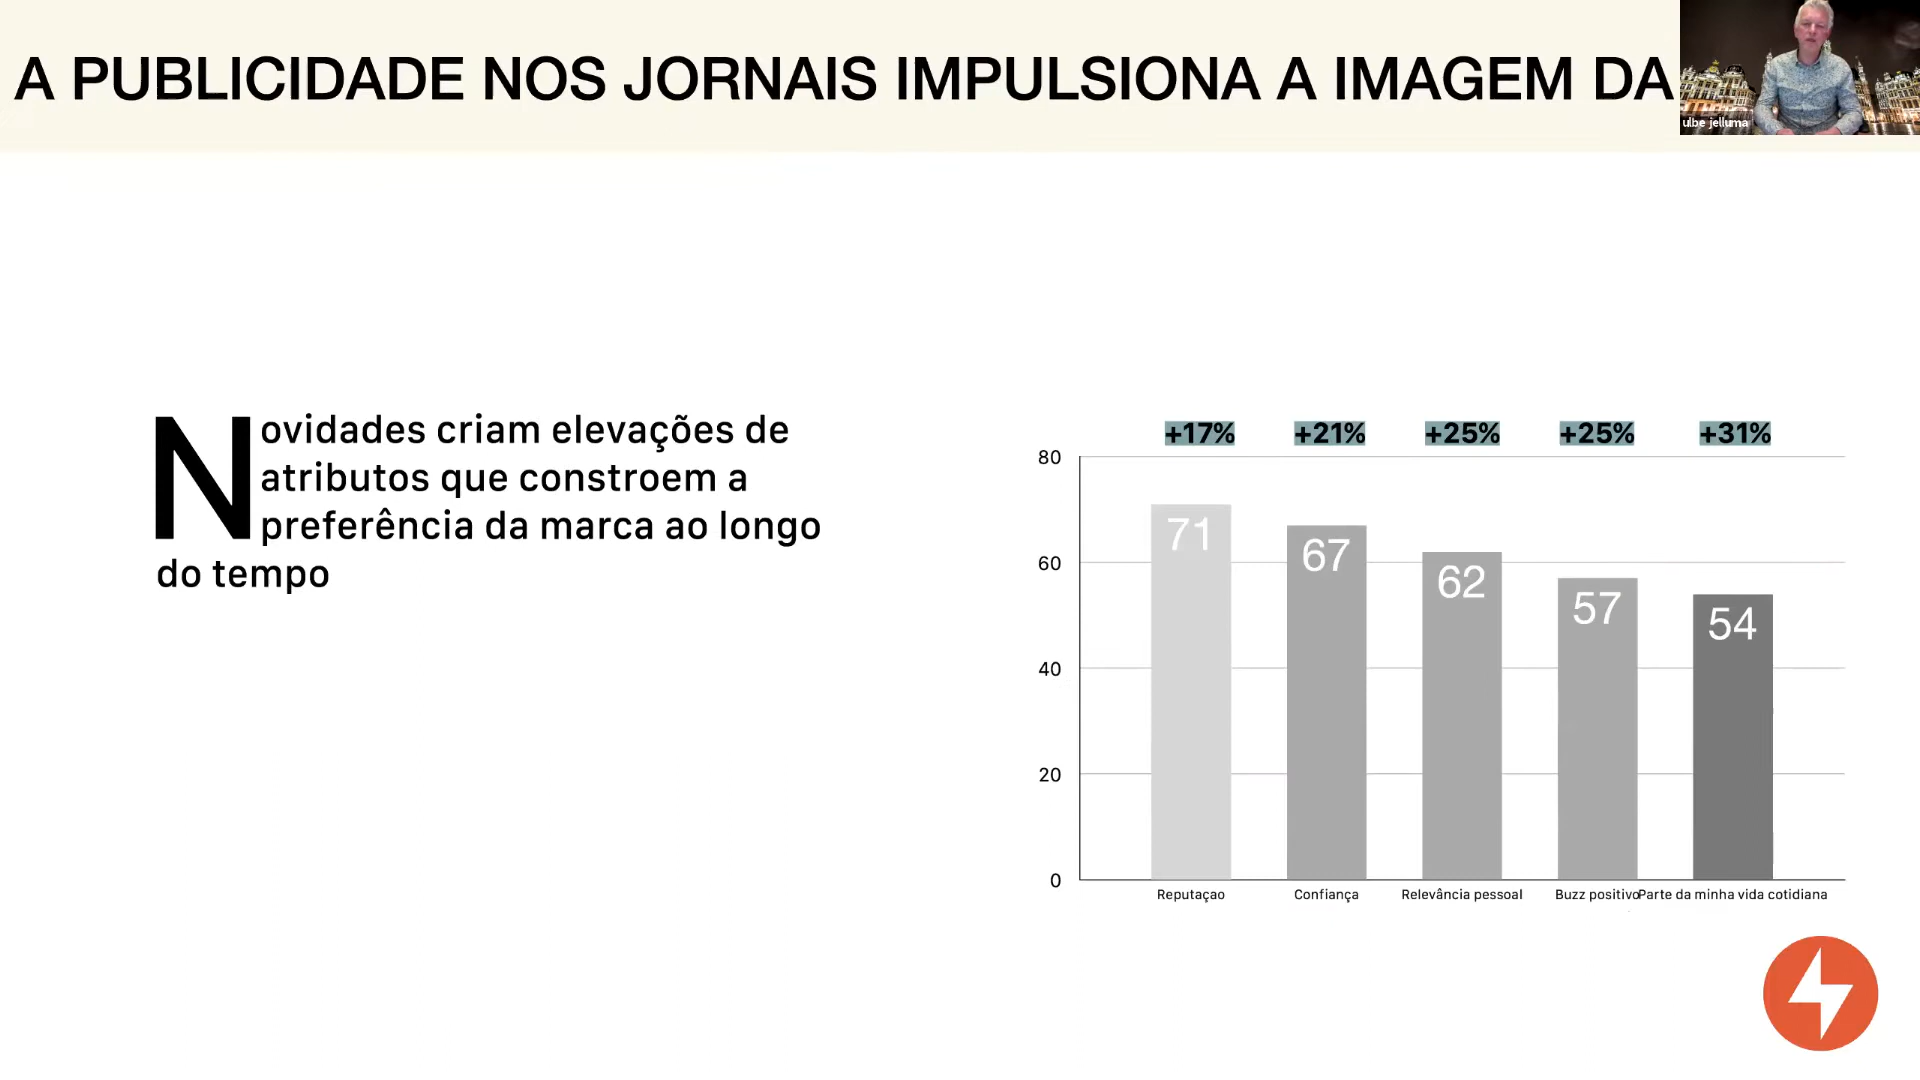 A PUBLICIDADE NOS JORNAIS IMPULSIONA A IMAGEM DA
ulbe jelluma
Novidades criam elevações de
atributos que constroem a
preferência da marca ao longo
do tempo
+17% +21% +25% +25% +31%
80
60
40
20
0
71 67 62 57 54
Reputaçao Confiança Relevância pessoal Buzz positivo Parte da minha vida cotidiana